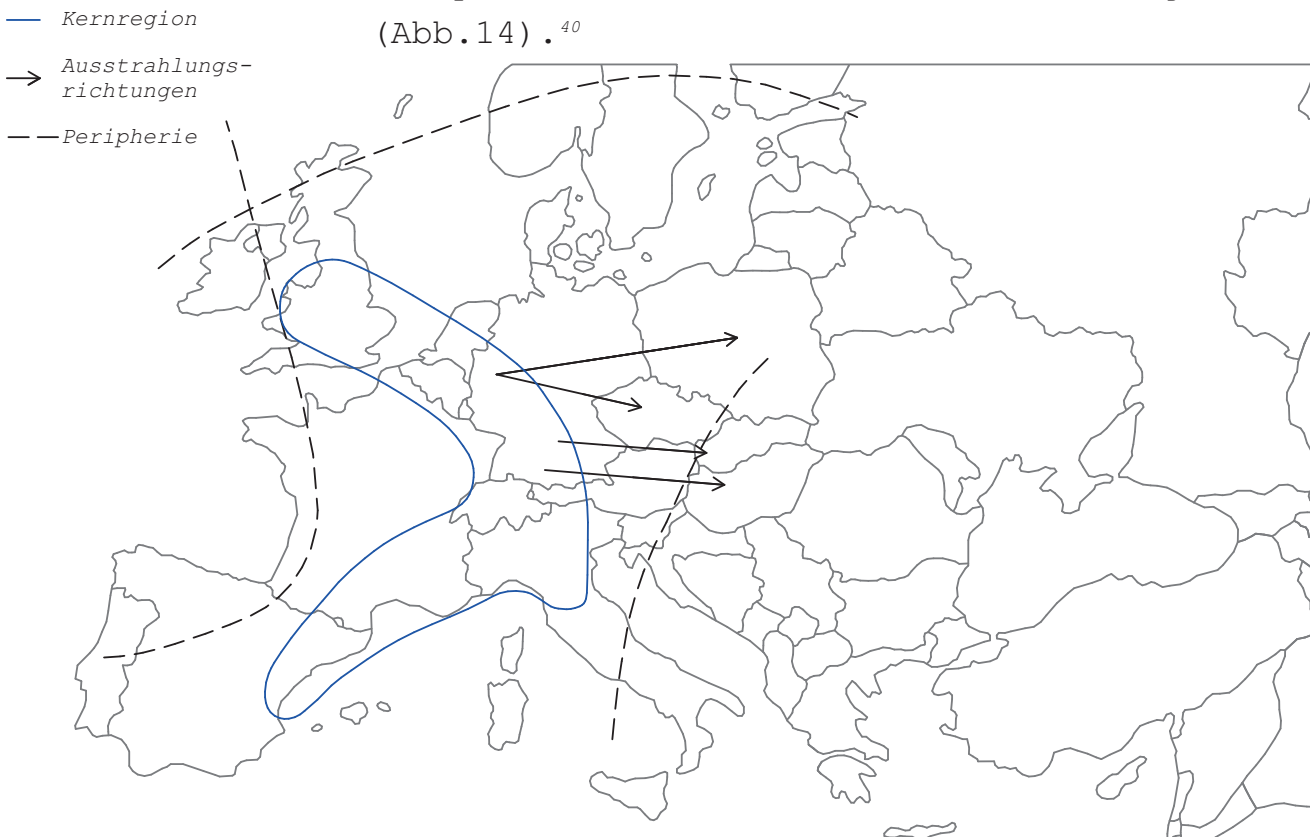 Kernregion
(Abb.14).40
Ausstrahlungs-
richtungen
Peripherie